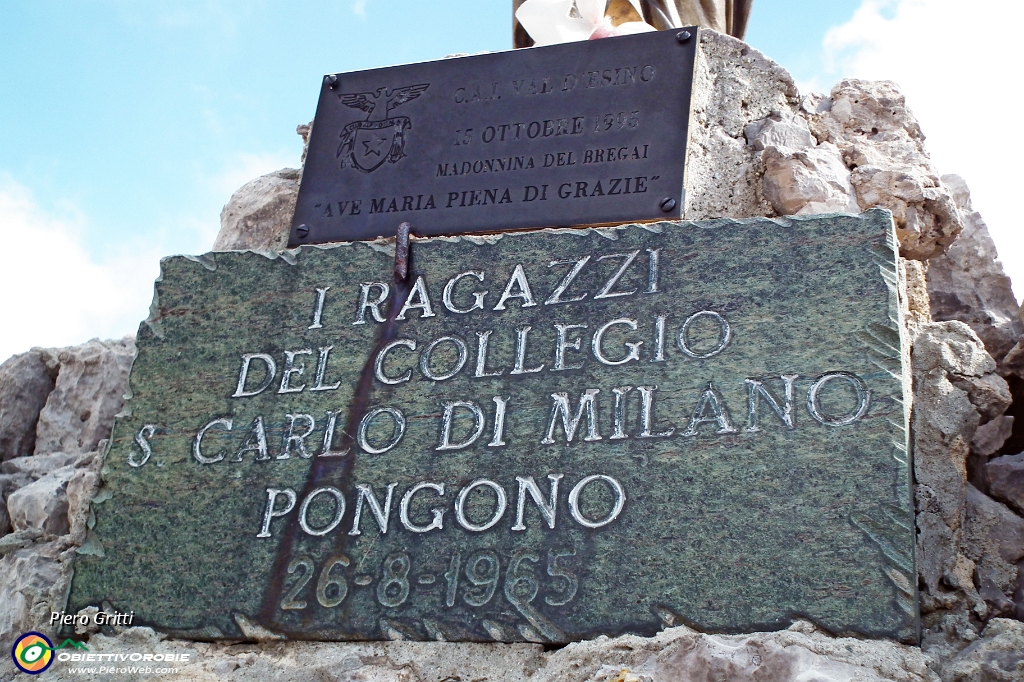 C.A.I. VAL D'ESINO
15 OTTOBRE 1995
MADONNINA DEL BREGAI
"AVE MARIA PIENA DI GRAZIE"
I RAGAZZI
DEL COLLEGIO
S. CARLO DI MILANO
PONGONO
26-8-1965
Piero Gritti
OBIETTIVOROBIE
www.PieroWeb.com